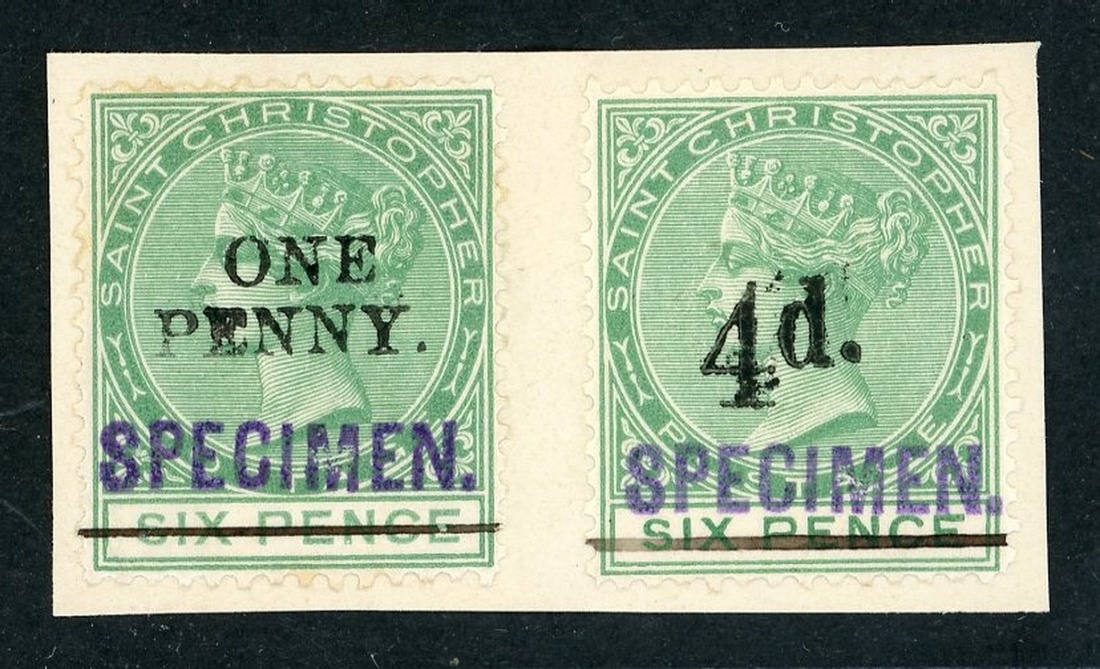 SAINT CHRISTOPHER
ONE
PENNY.
SPECIMEN.
SIX PENCE
SAINT CHRISTOPHER
4d.
SPECIMEN.
SIX PENCE